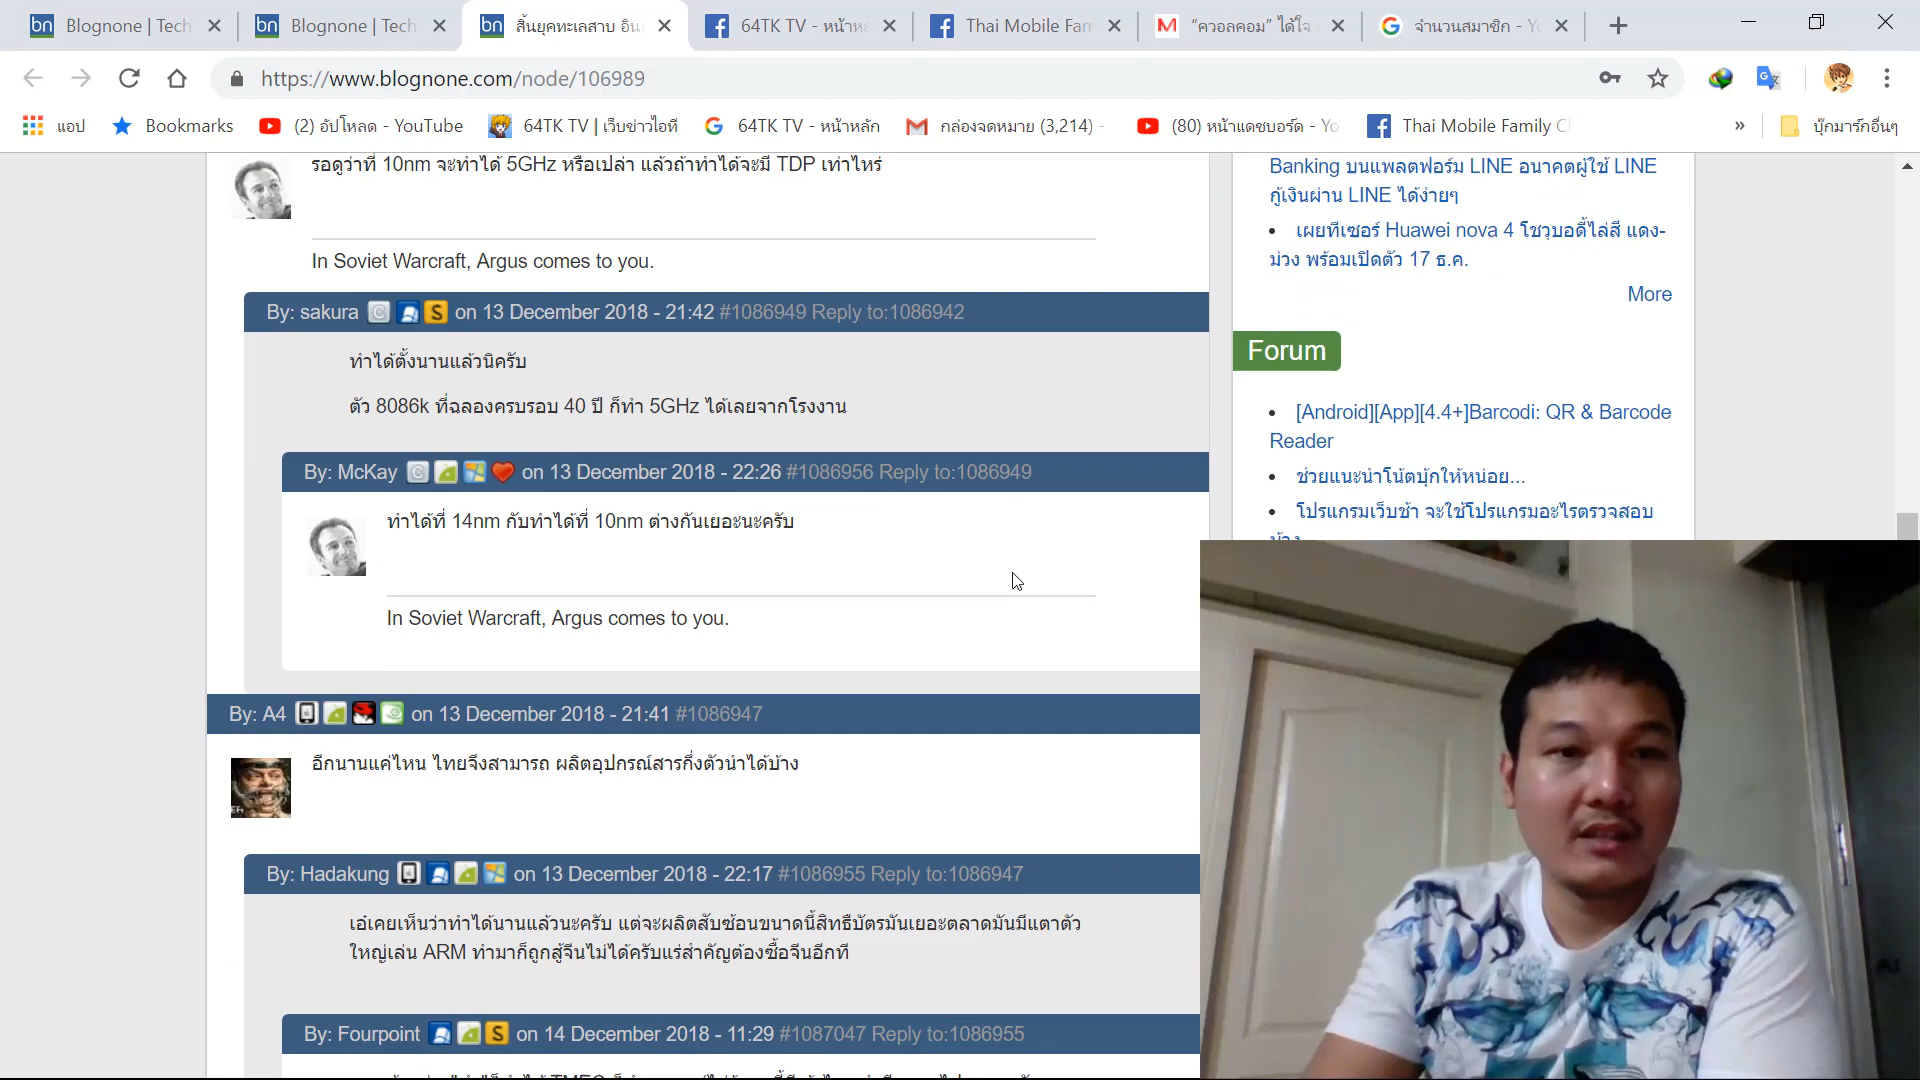 Blognone | Tech
Blognone | Tech
สิ้นยุคทะเลสาบ อิน
64TK TV - หน้าหล
Thai Mobile Fam
"ควอลคอม" ได้ใจ
จำนวนสมาชิก - Yo
https://www.blognone.com/node/106989
แอป
Bookmarks
(2) อัปโหลด - YouTube
64TK TV | เว็บข่าวไอที
64TK TV - หน้าหลัก
กล่องจดหมาย (3,214) -
(80) หน้าแดชบอร์ด - Yo
Thai Mobile Family Cl
»
บุ๊กมาร์กอื่นๆ
รอดูว่าที่ 10nm จะทำได้ 5GHz หรือเปล่า แล้วถ้าทำได้จะมี TDP เท่าไหร่
In Soviet Warcraft, Argus comes to you.
By: sakura on 13 December 2018 - 21:42 #1086949 Reply to:1086942
ทำได้ตั้งนานแล้วนิครับ
ตัว 8086k ที่ฉลองครบรอบ 40 ปี ก็ทำ 5GHz ได้เลยจากโรงงาน
By: McKay on 13 December 2018 - 22:26 #1086956 Reply to:1086949
ทำได้ที่ 14nm กับทำได้ที่ 10nm ต่างกันเยอะนะครับ
In Soviet Warcraft, Argus comes to you.
By: A4 on 13 December 2018 - 21:41 #1086947
อีกนานแค่ไหน ไทยจึงสามารถ ผลิตอุปกรณ์สารกึ่งตัวนำได้บ้าง
By: Hadakung on 13 December 2018 - 22:17 #1086955 Reply to:1086947
เอ๋เคยเห็นว่าทำได้นานแล้วนะครับ แต่จะผลิตสับซ้อนขนาดนี้สิทธืบัตรมันเยอะตลาดมันมีแตาตัว
ใหญ่เล่น ARM ทำมาก็ถูกสู้จีนไม่ได้ครับแร่สำคัญต้องซื้อจีนอีกที
By: Fourpoint on 14 December 2018 - 11:29 #1087047 Reply to:1086955
Banking บนแพลตฟอร์ม LINE อนาคตผู้ใช้ LINE
กู้เงินผ่าน LINE ได้ง่ายๆ
เผยทีเซอร์ Huawei nova 4 โชวบอดี้ไล่สี แดง-
ม่วง พร้อมเปิดตัว 17 ธ.ค.
More
Forum
[Android][App][4.4+]Barcodi: QR & Barcode
Reader
ช่วยแนะนำโน้ตบุ้กให้หน่อย...
โปรแกรมเว็บช้า จะใช้โปรแกรมอะไรตรวจสอบ